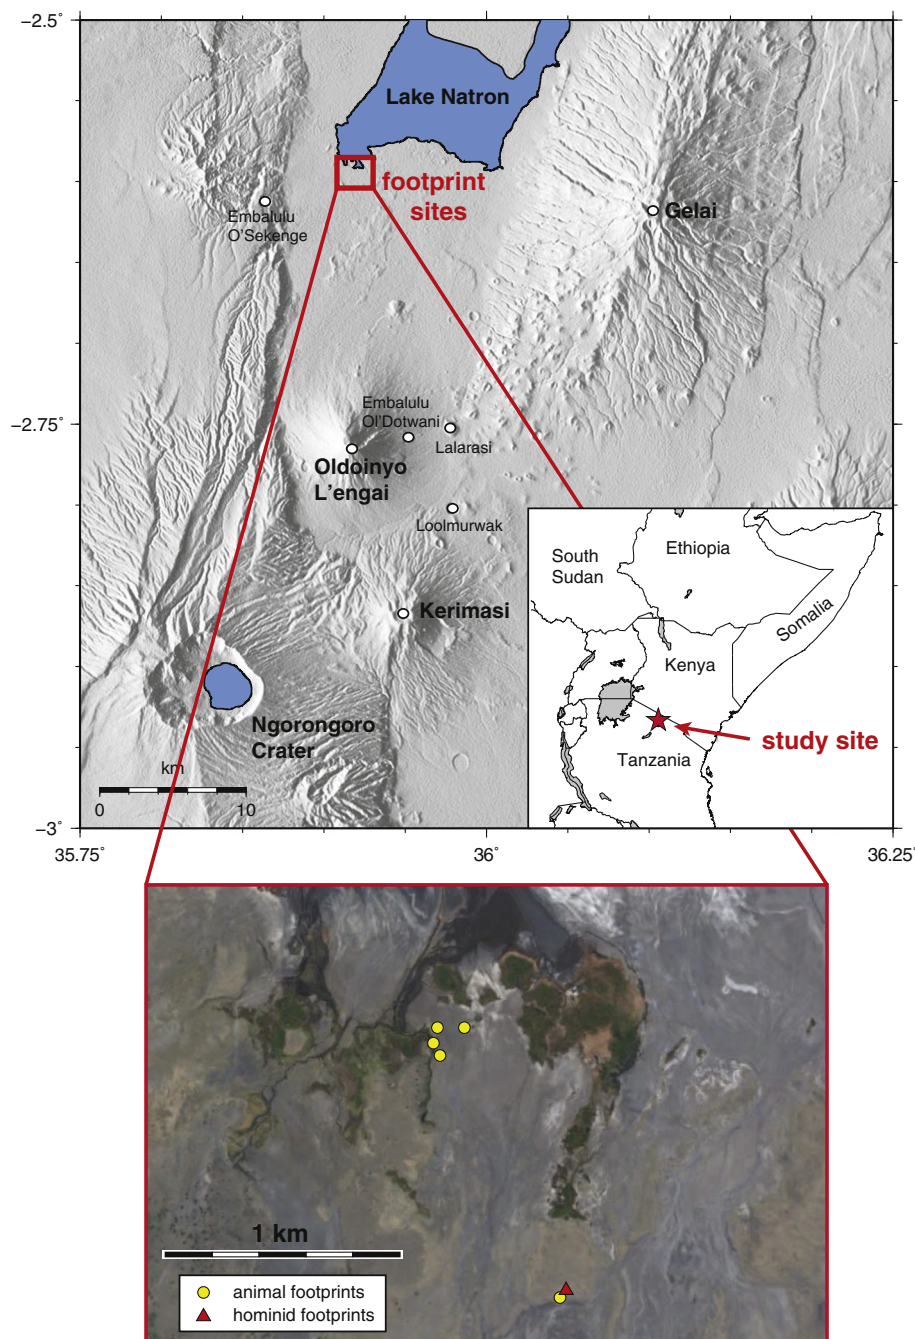 −2.5°
Lake Natron
footprint
sites
Embalulu
O'Sekenge
Gelai
−2.75°
Embalulu
Ol'Dotwani
Lalarasi
Oldoinyo
L'engai
Loolmurwak
Kerimasi
Ngorongoro
Crater
km
0
10
South
Sudan
Ethiopia
Somalia
Kenya
study site
Tanzania
−3°
35.75°
36°
36.25°
1 km
animal footprints
hominid footprints